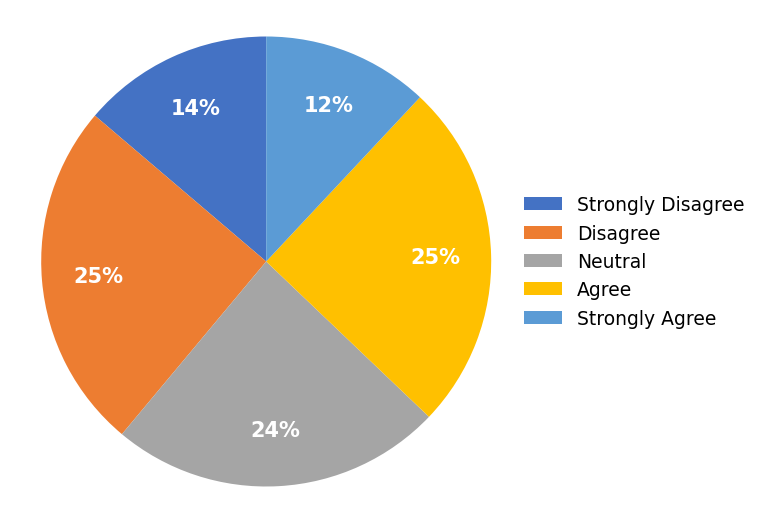 14%
12%
25%
25%
24%
Strongly Disagree
Disagree
Neutral
Agree
Strongly Agree